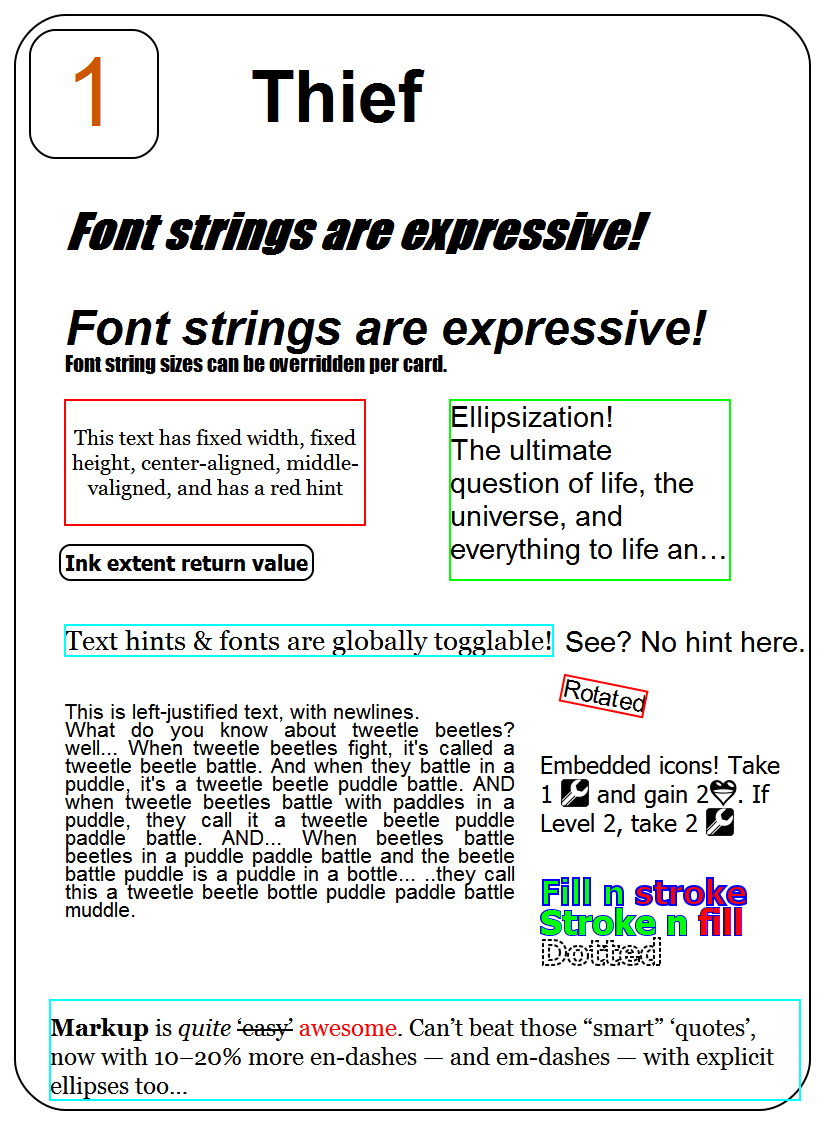 1
Thief
Font strings are expressive!
Font strings are expressive!
Font string sizes can be overridden per card.
This text has fixed width, fixed
height, center-aligned, middle-
valigned, and has a red hint
Ellipsization!
The ultimate
question of life, the
universe, and
everything to life an…
Ink extent return value
Text hints & fonts are globally togglable!
See? No hint here.
Rotated
This is left-justified text, with newlines.
What do you know about tweetle beetles?
well... When tweetle beetles fight, it's called a
tweetle beetle battle. And when they battle in a
puddle, it's a tweetle beetle puddle battle. AND
when tweetle beetles battle with paddles in a
puddle, they call it a tweetle beetle puddle
paddle battle. AND... When beetles battle
beetles in a puddle paddle battle and the beetle
battle puddle is a puddle in a bottle... ..they call
this a tweetle beetle bottle puddle paddle battle
muddle.
Embedded icons! Take
1 and gain 2. If
Level 2, take 2
Fill n stroke
Stroke n fill
Dotted
Markup is quite ‘easy’ awesome. Can’t beat those “smart” ‘quotes’,
now with 10–20% more en-dashes — and em-dashes — with explicit
ellipses too…